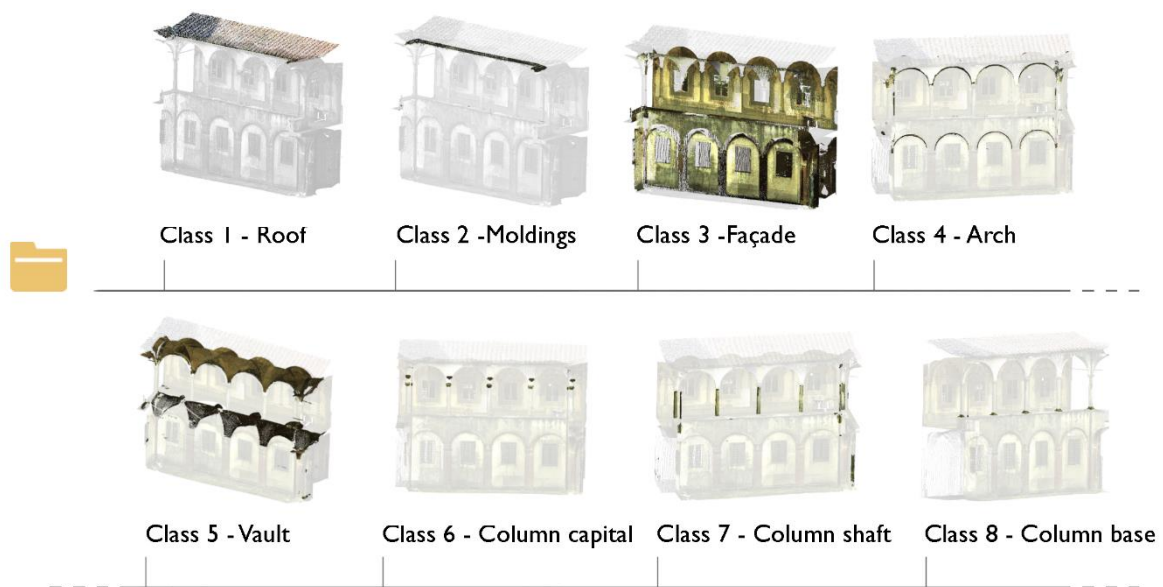 Class 1 - Roof
Class 2 -Moldings
Class 3 -Façade
Class 4 - Arch
Class 5 - Vault
Class 6 - Column capital
Class 7 - Column shaft
Class 8 - Column base